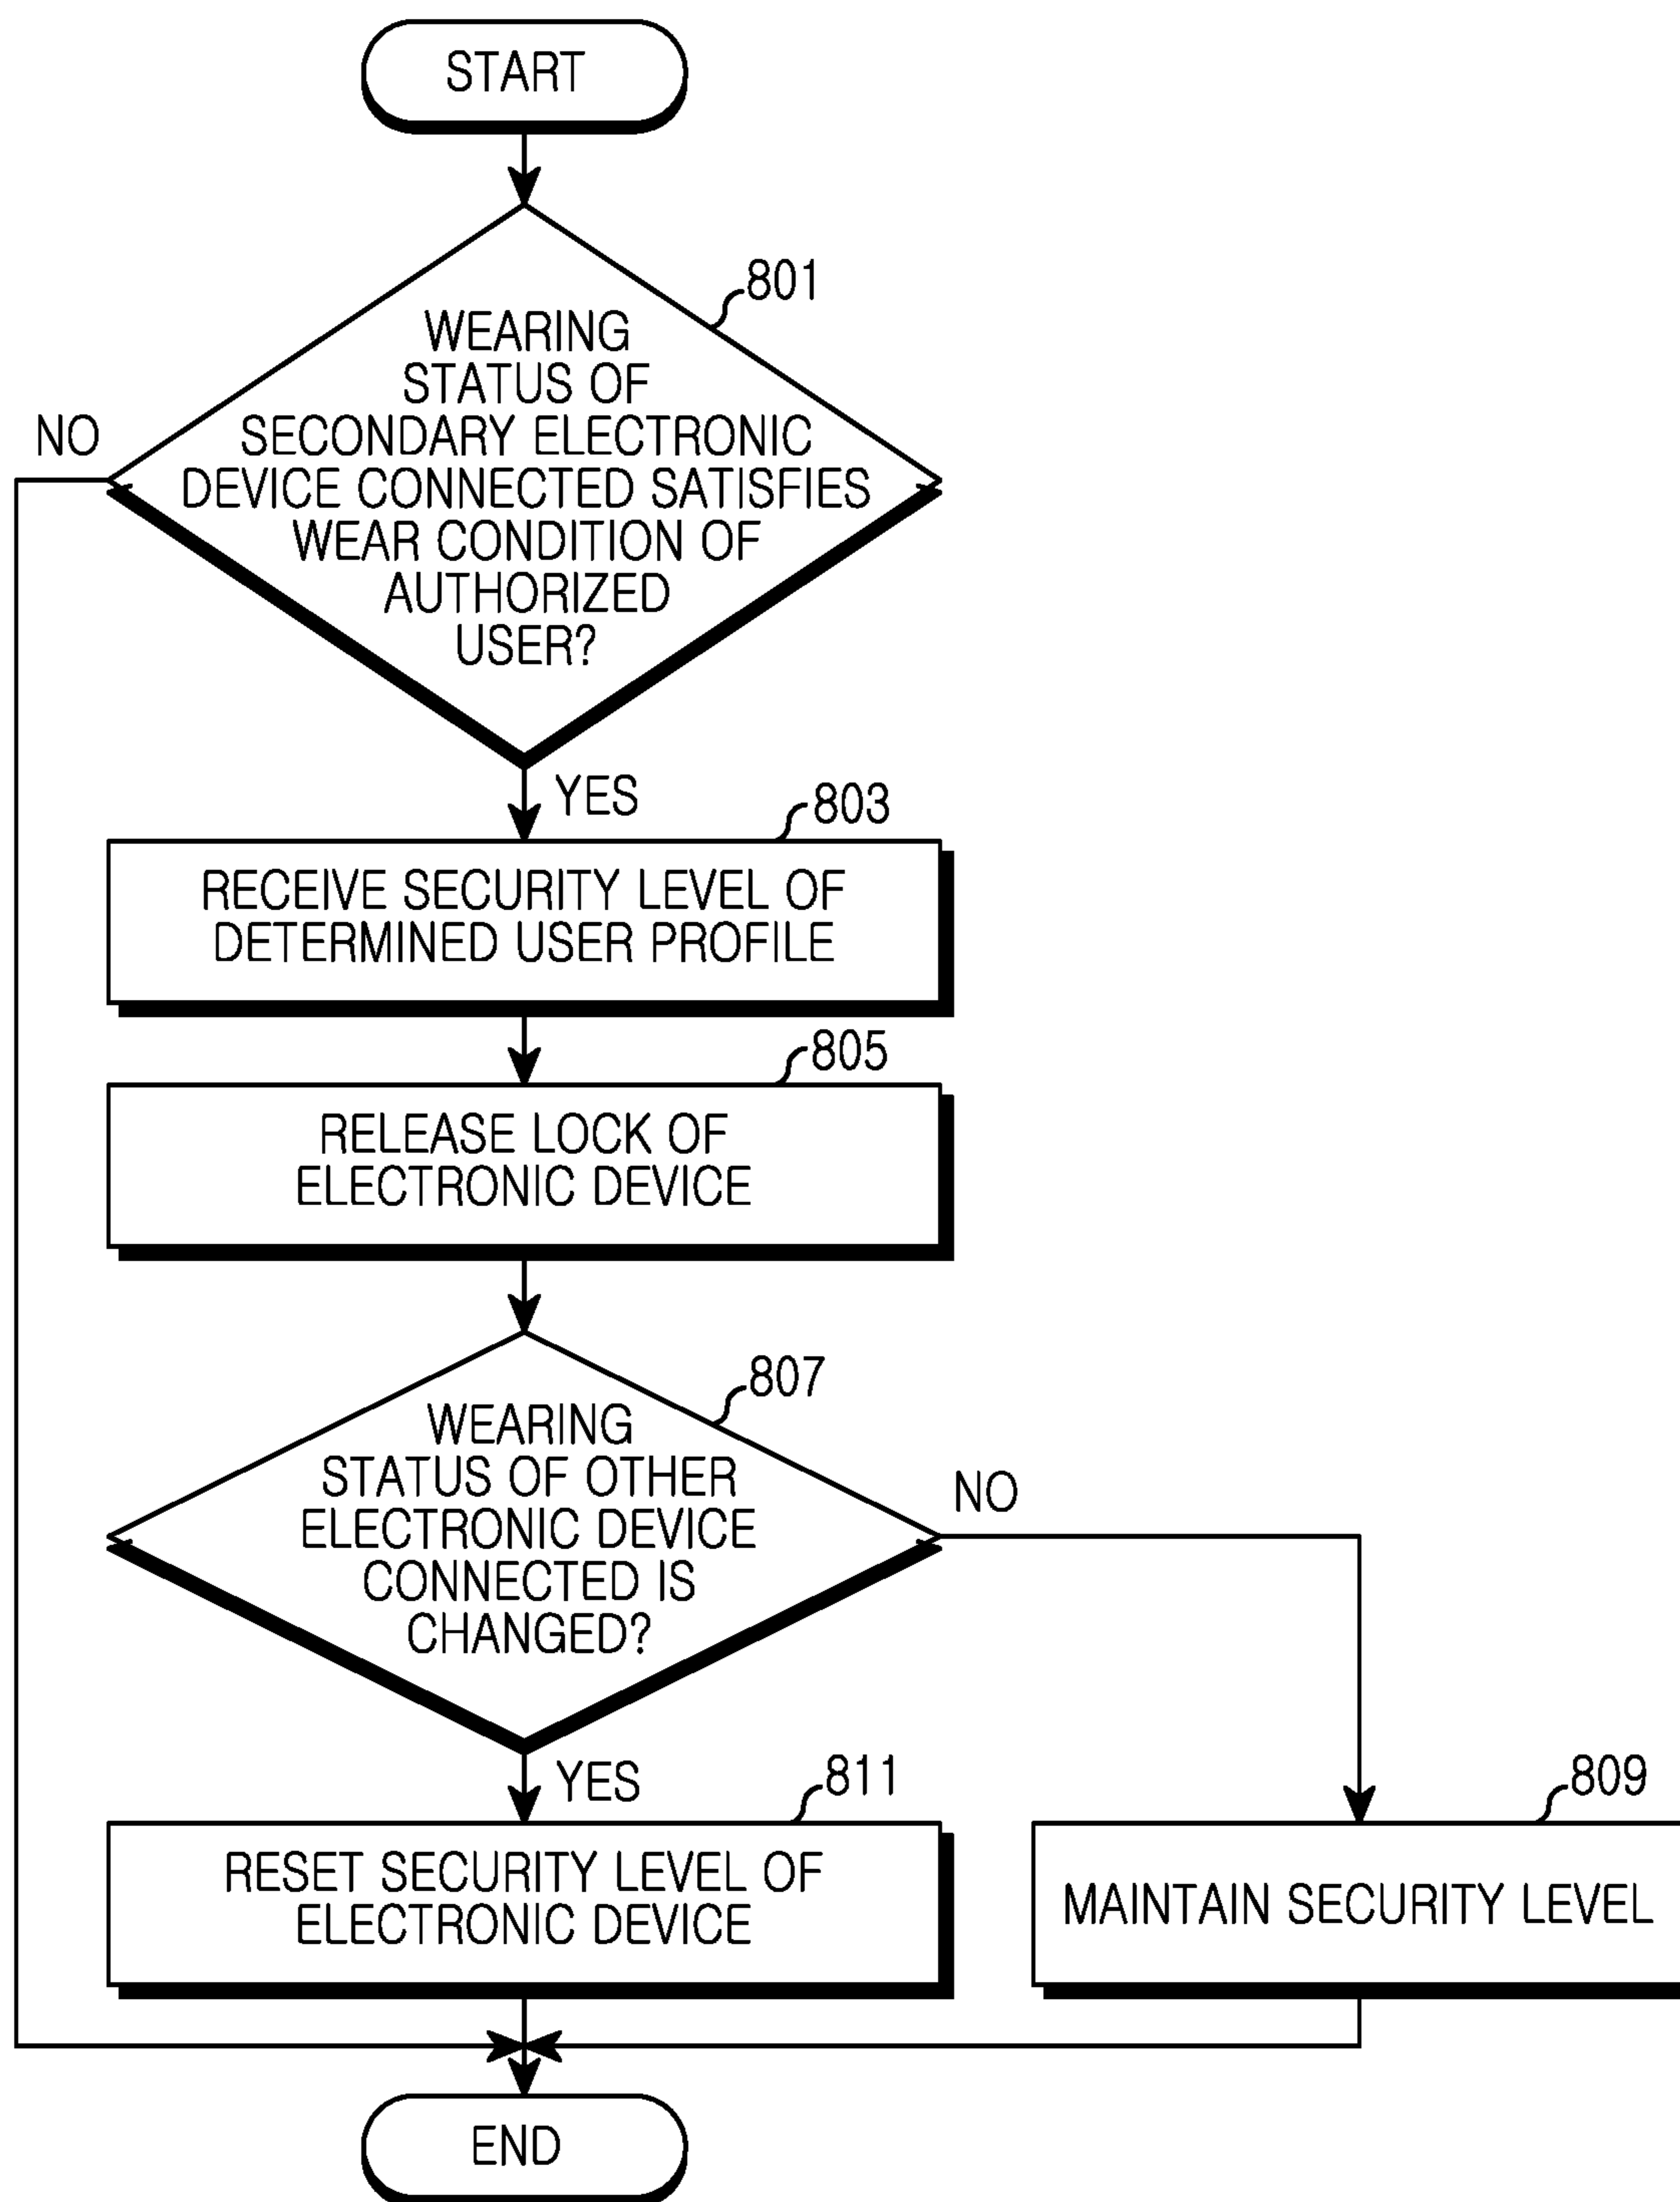 START
801
WEARING
STATUS OF
SECONDARY ELECTRONIC
DEVICE CONNECTED SATISFIES
WEAR CONDITION OF
AUTHORIZED
USER?
NO
YES
803
RECEIVE SECURITY LEVEL OF
DETERMINED USER PROFILE
805
RELEASE LOCK OF
ELECTRONIC DEVICE
807
WEARING
STATUS OF OTHER
ELECTRONIC DEVICE
CONNECTED IS
CHANGED?
NO
YES
811
RESET SECURITY LEVEL OF
ELECTRONIC DEVICE
809
MAINTAIN SECURITY LEVEL
END